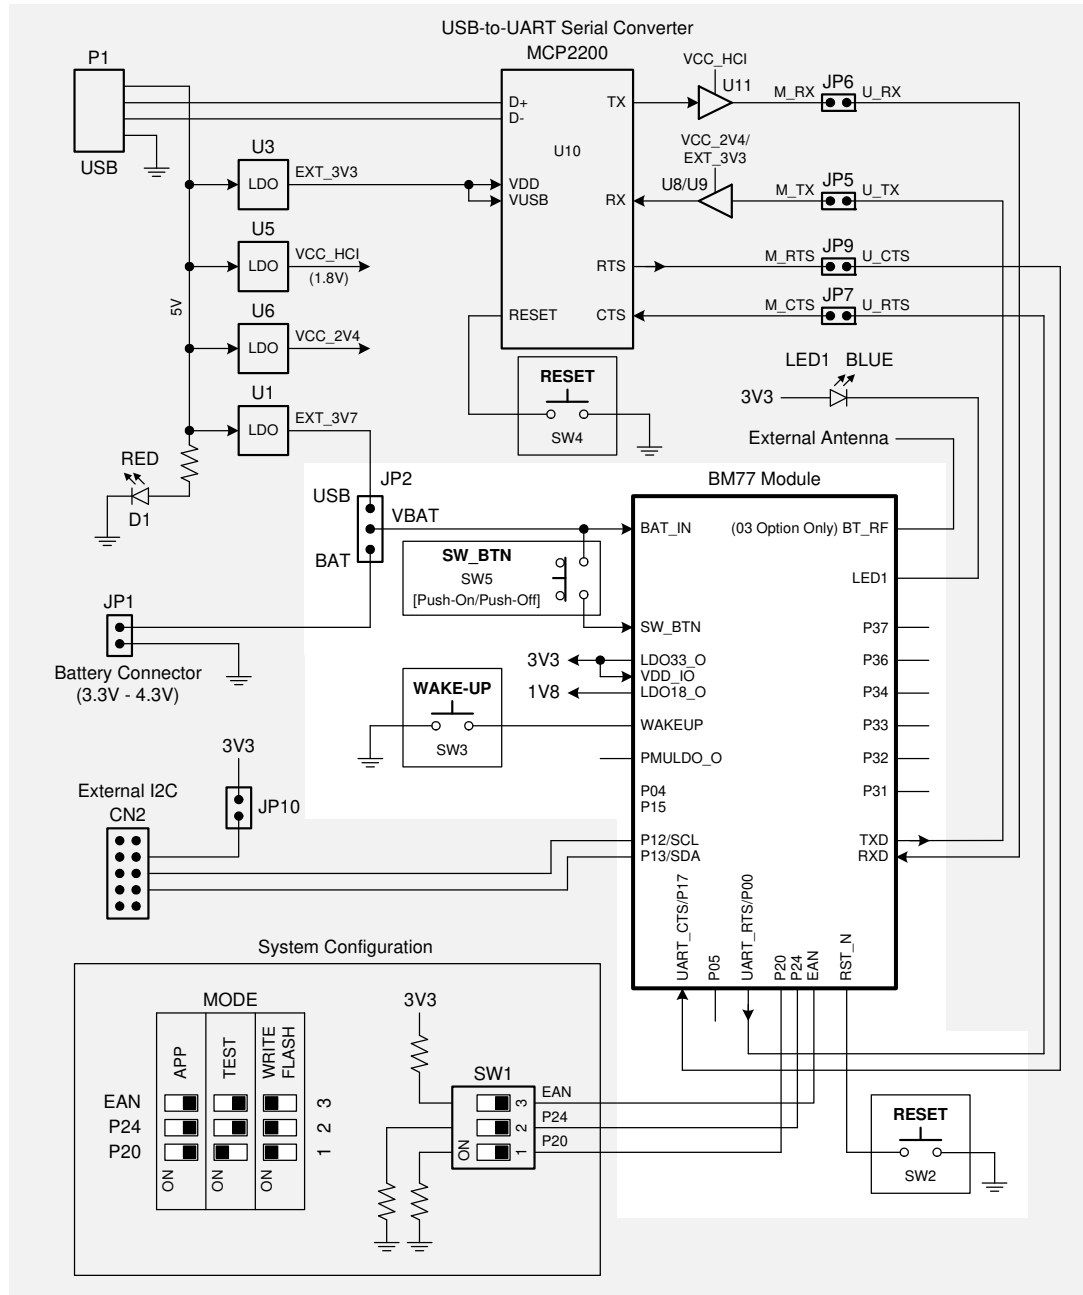 USB-to-UART Serial Converter
MCP2200
P1
USB
D+
D-
TX
U10
VDD
VUSB
RX
RTS
RESET
CTS
VCC_HCI
U11
M_RX
JP6
U_RX
VCC_2V4/
EXT_3V3
U8/U9
M_TX
JP5
U_TX
M_RTS
JP9
U_CTS
M_CTS
JP7
U_RTS
U3
LDO
EXT_3V3
U5
LDO
VCC_HCI
(1.8V)
5V
U6
LDO
VCC_2V4
U1
LDO
EXT_3V7
RED
D1
RESET
SW4
LED1 BLUE
3V3
External Antenna
JP2
USB
VBAT
BAT
SW_BTN
SW5
[Push-On/Push-Off]
JP1
Battery Connector
(3.3V - 4.3V)
3V3
1V8
WAKE-UP
SW3
BM77 Module
BAT_IN
(03 Option Only) BT_RF
LED1
SW_BTN
P37
LDO33_O
P36
VDD_IO
LDO18_O
P34
WAKEUP
P33
PMULDO_O
P32
P04
P31
P15
P12/SCL
TXD
P13/SDA
RXD
UART_CTS/P17
P05
UART_RTS/P00
P20
P24
EAN
RST_N
3V3
JP10
External I2C
CN2
System Configuration
MODE
APP
TEST
WRITE
FLASH
EAN
3
P24
2
P20
1
ON
ON
ON
3V3
SW1
3
EAN
2
P24
ON
1
P20
RESET
SW2